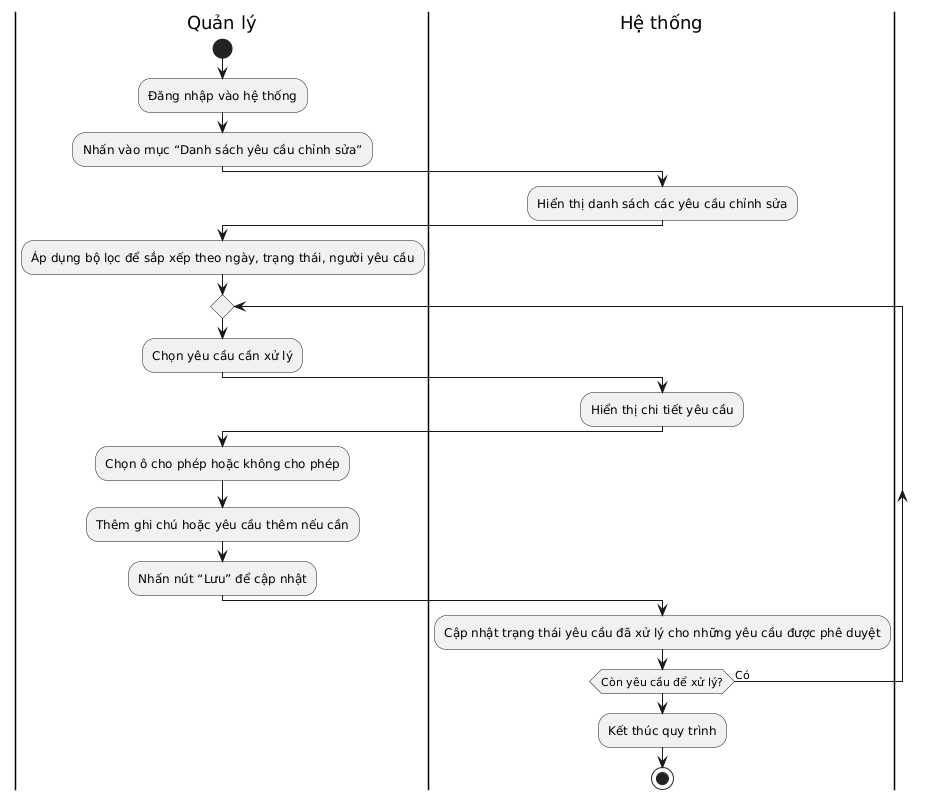 Quản lý
Hệ thống
Đăng nhập vào hệ thống
Nhấn vào mục “Danh sách yêu cầu chỉnh sửa”
Hiển thị danh sách các yêu cầu chỉnh sửa
Áp dụng bộ lọc để sắp xếp theo ngày, trạng thái, người yêu cầu
Chọn yêu cầu cần xử lý
Hiển thị chi tiết yêu cầu
Chọn ô cho phép hoặc không cho phép
Thêm ghi chú hoặc yêu cầu thêm nếu cần
Nhấn nút “Lưu” để cập nhật
Cập nhật trạng thái yêu cầu đã xử lý cho những yêu cầu được phê duyệt
Còn yêu cầu để xử lý?
Có
Kết thúc quy trình